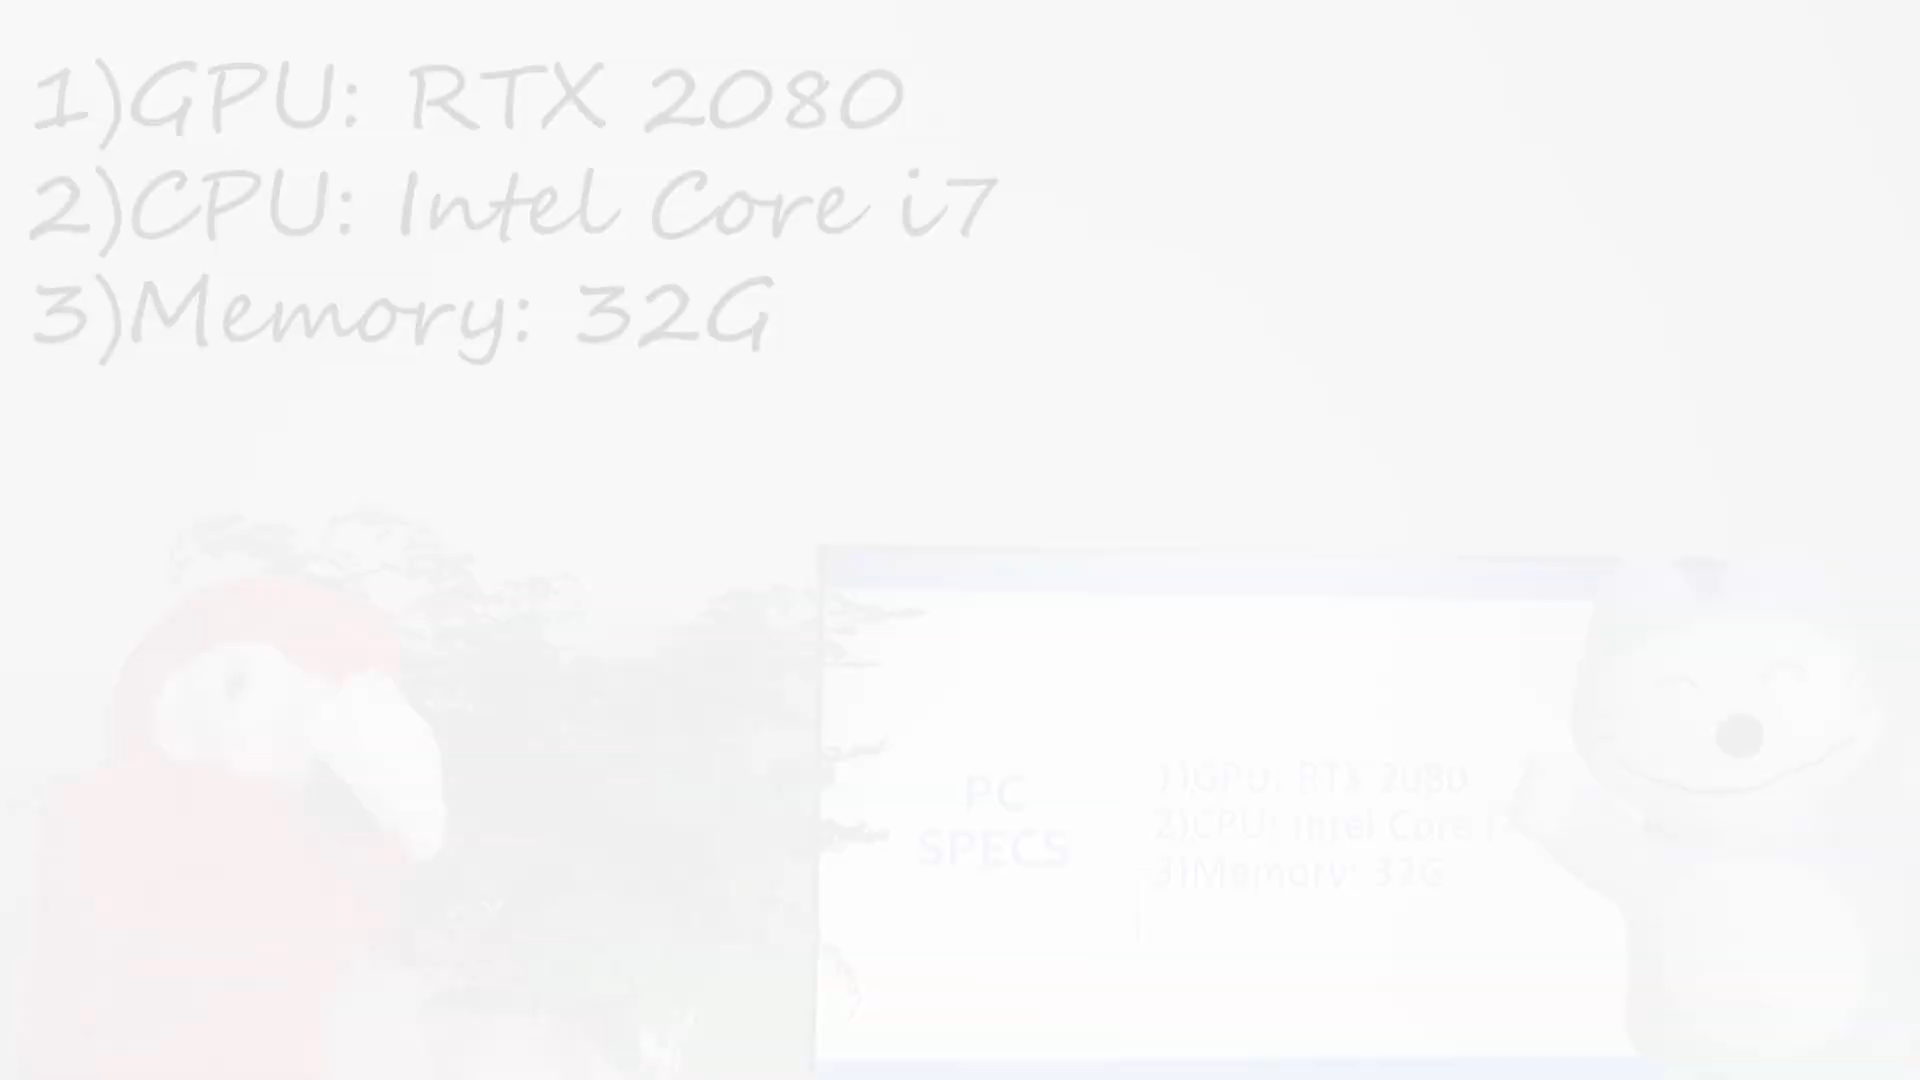 1)GPU: RTX 2080
2)CPU: Intel Core i7
3)Memory: 32G
PC
SPECS
1)GPU: RTX 2080
2)CPU: Intel Core i
3)Memory: 32G